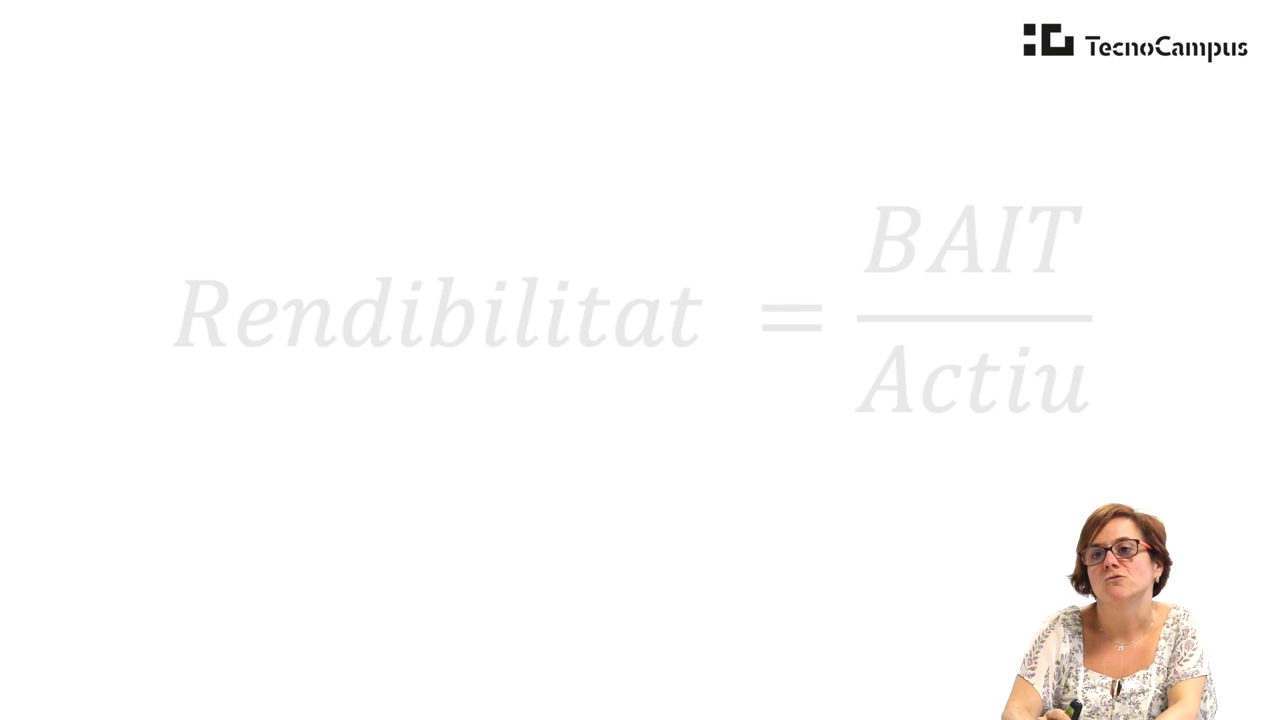 TecnoCampus
Rendibilitat = BAIT / Actiu